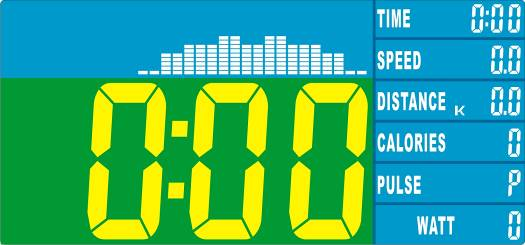 0:00
TIME 0:00
SPEED 0.0
DISTANCE K 0.0
CALORIES 0
PULSE P
WATT 0